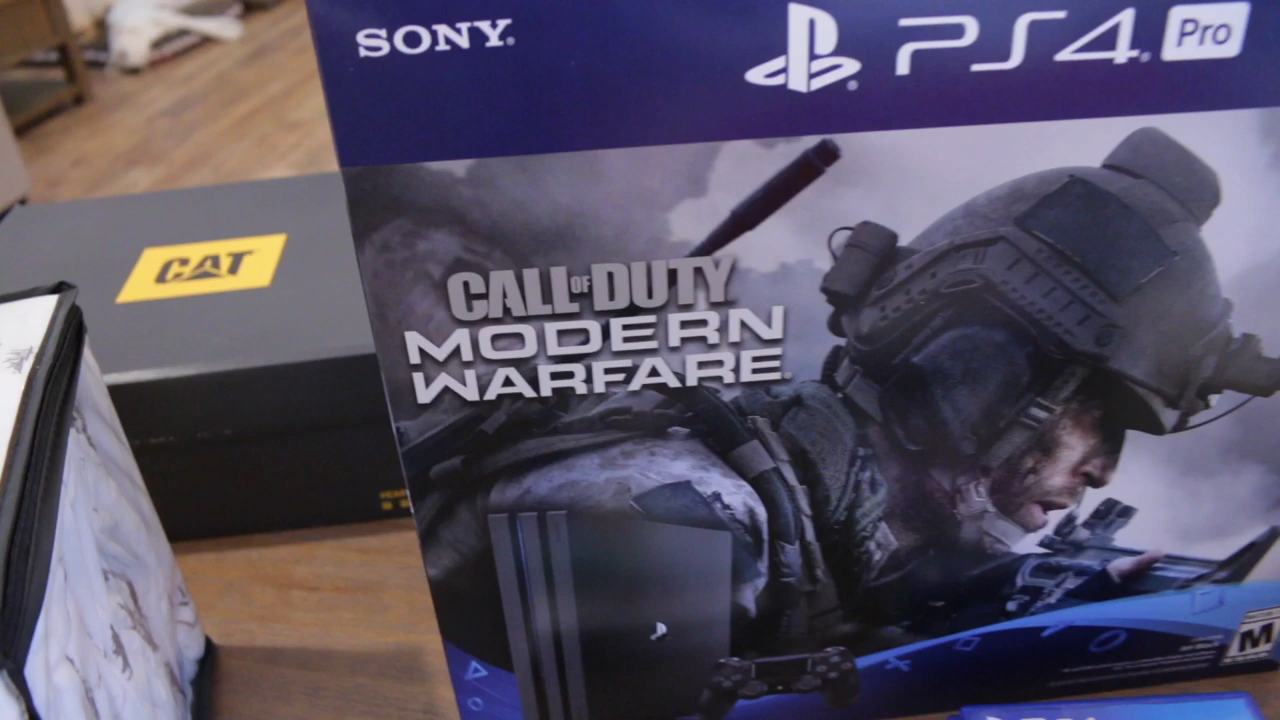 SONY
PS4 Pro
CAT
CALL OF DUTY
MODERN
WARFARE
M